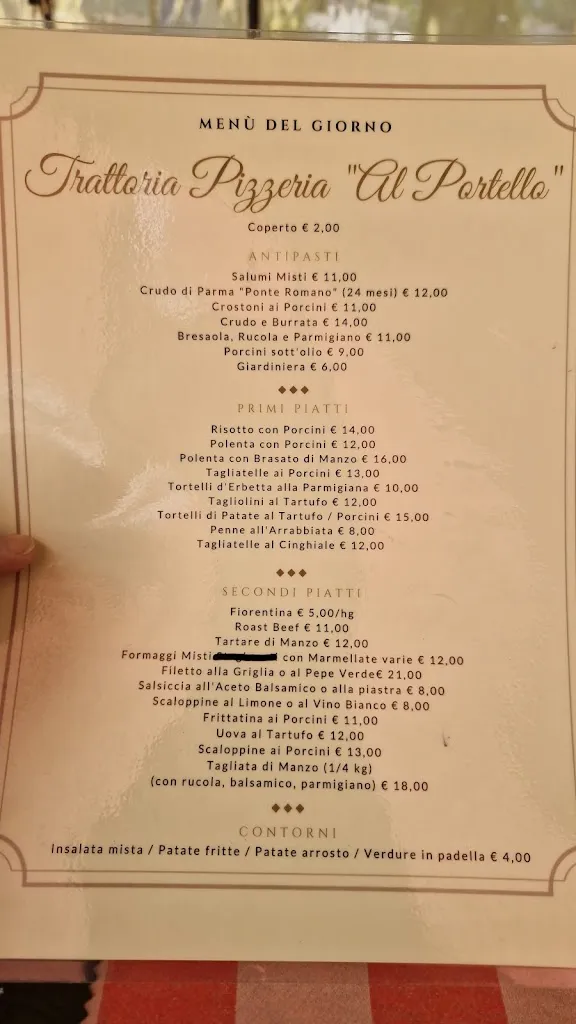 MENÙ DEL GIORNO
Trattoria Pizzeria "Al Portello"
Coperto € 2,00
ANTIPASTI
Salumi Misti € 11,00
Crudo di Parma "Ponte Romano" (24 mesi) € 12,00
Crostoni ai Porcini € 11,00
Crudo e Burrata € 14,00
Bresaola, Rucola e Parmigiano € 11,00
Porcini sott'olio € 9,00
Giardiniera € 6,00
PRIMI PIATTI
Risotto con Porcini € 14,00
Polenta con Porcini € 12,00
Polenta con Brasato di Manzo € 16,00
Tagliatelle ai Porcini € 13,00
Tortelli d'Erbetta alla Parmigiana € 10,00
Tagliolini al Tartufo € 12,00
Tortelli di Patate al Tartufo / Porcini € 15,00
Penne all'Arrabbiata € 8,00
Tagliatelle al Cinghiale € 12,00
SECONDI PIATTI
Fiorentina € 5,00/hg
Roast Beef € 11,00
Tartare di Manzo € 12,00
Formaggi Misti con Marmellate varie € 12,00
Filetto alla Griglia o al Pepe Verde€ 21,00
Salsiccia all'Aceto Balsamico o alla piastra € 8,00
Scaloppine al Limone o al Vino Bianco € 8,00
Frittatina ai Porcini € 11,00
Uova al Tartufo € 12,00
Scaloppine ai Porcini € 13,00
Tagliata di Manzo (1/4 kg)
(con rucola, balsamico, parmigiano) € 18,00
CONTORNI
Insalata mista / Patate fritte / Patate arrosto / Verdure in padella € 4,00